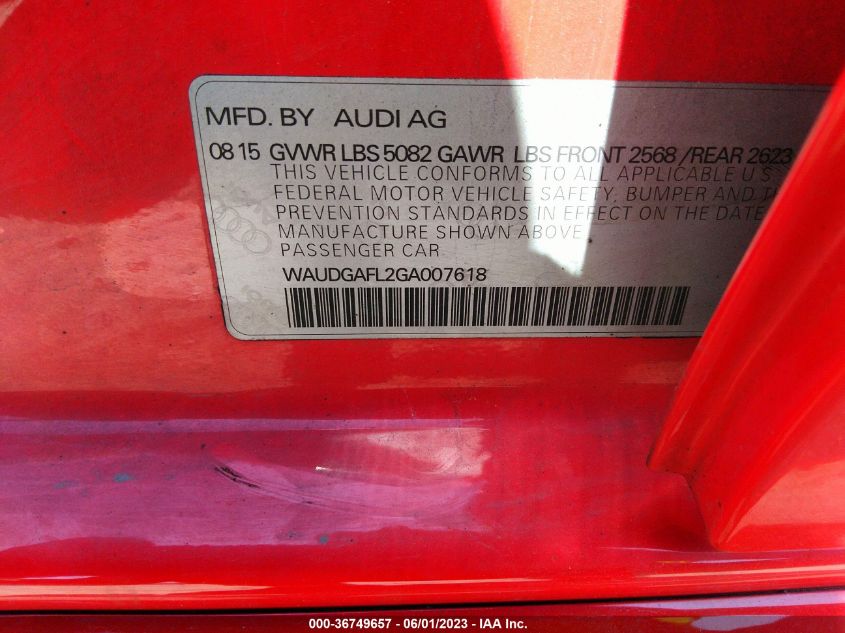 MFD. BY AUDI AG
08 15 GVWR LBS 5082 GAWR LBS FRONT 2568 /REAR 2623
THIS VEHICLE CONFORMS TO ALL APPLICABLE U.S.
FEDERAL MOTOR VEHICLE SAFETY, BUMPER AND
PREVENTION STANDARDS IN EFFECT ON THE DATE
MANUFACTURE SHOWN ABOVE
PASSENGER CAR
WAUDGAFL2GA007618
000-36749657 - 06/01/2023 - IAA Inc.